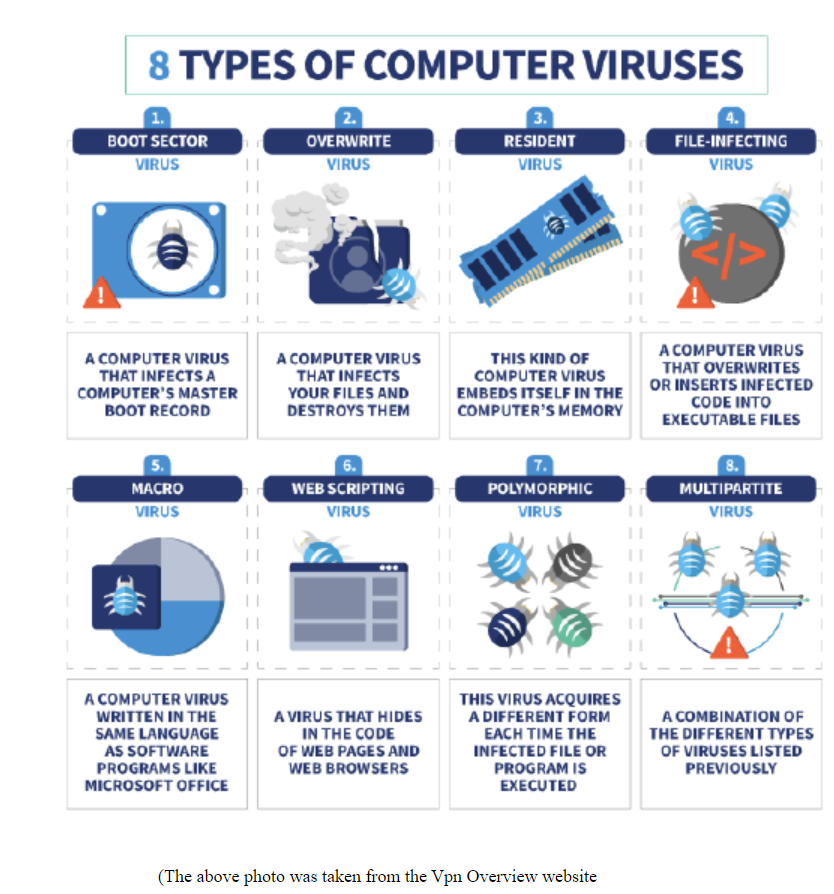 8 TYPES OF COMPUTER VIRUSES
1.
BOOT SECTOR
VIRUS
A COMPUTER VIRUS
THAT INFECTS A
COMPUTER'S MASTER
BOOT RECORD
2.
OVERWRITE
VIRUS
A COMPUTER VIRUS
THAT INFECTS
YOUR FILES AND
DESTROYS THEM
3.
RESIDENT
VIRUS
THIS KIND OF
COMPUTER VIRUS
EMBEDS ITSELF IN THE
COMPUTER'S MEMORY
4.
FILE-INFECTING
VIRUS
</>
A COMPUTER VIRUS
THAT OVERWRITES
OR INSERTS INFECTED
CODE INTO
EXECUTABLE FILES
5.
MACRO
VIRUS
A COMPUTER VIRUS
WRITTEN IN THE
SAME LANGUAGE
AS SOFTWARE
PROGRAMS LIKE
MICROSOFT OFFICE
6.
WEB SCRIPTING
VIRUS
A VIRUS THAT HIDES
IN THE CODE
OF WEB PAGES AND
WEB BROWSERS
7.
POLYMORPHIC
VIRUS
THIS VIRUS ACQUIRES
A DIFFERENT FORM
EACH TIME THE
INFECTED FILE OR
PROGRAM IS
EXECUTED
8.
MULTIPARTITE
VIRUS
A COMBINATION OF
THE DIFFERENT TYPES
OF VIRUSES LISTED
PREVIOUSLY
(The above photo was taken from the Vpn Overview website